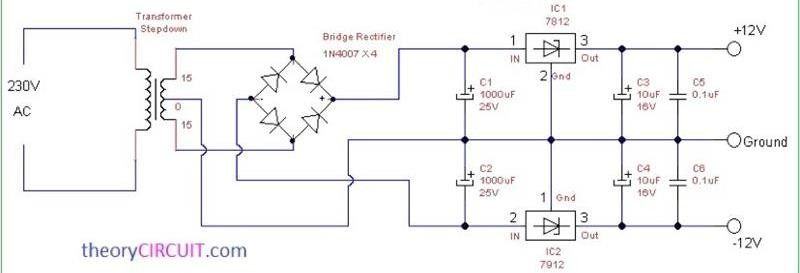 Transformer
Stepdown
230V
AC
15
0
15
Bridge Rectifier
1N4007 X 4
-
+
IC1
7812
1
IN
3
Out
2
Gnd
+
C1
1000uF
25V
+
C3
10uF
16V
C5
0.1uF
+12V
Ground
+
C2
1000uF
25V
+
C4
10uF
16V
C6
0.1uF
1
Gnd
2
IN
3
Out
IC2
7912
-12V
theoryCIRCUIT.com